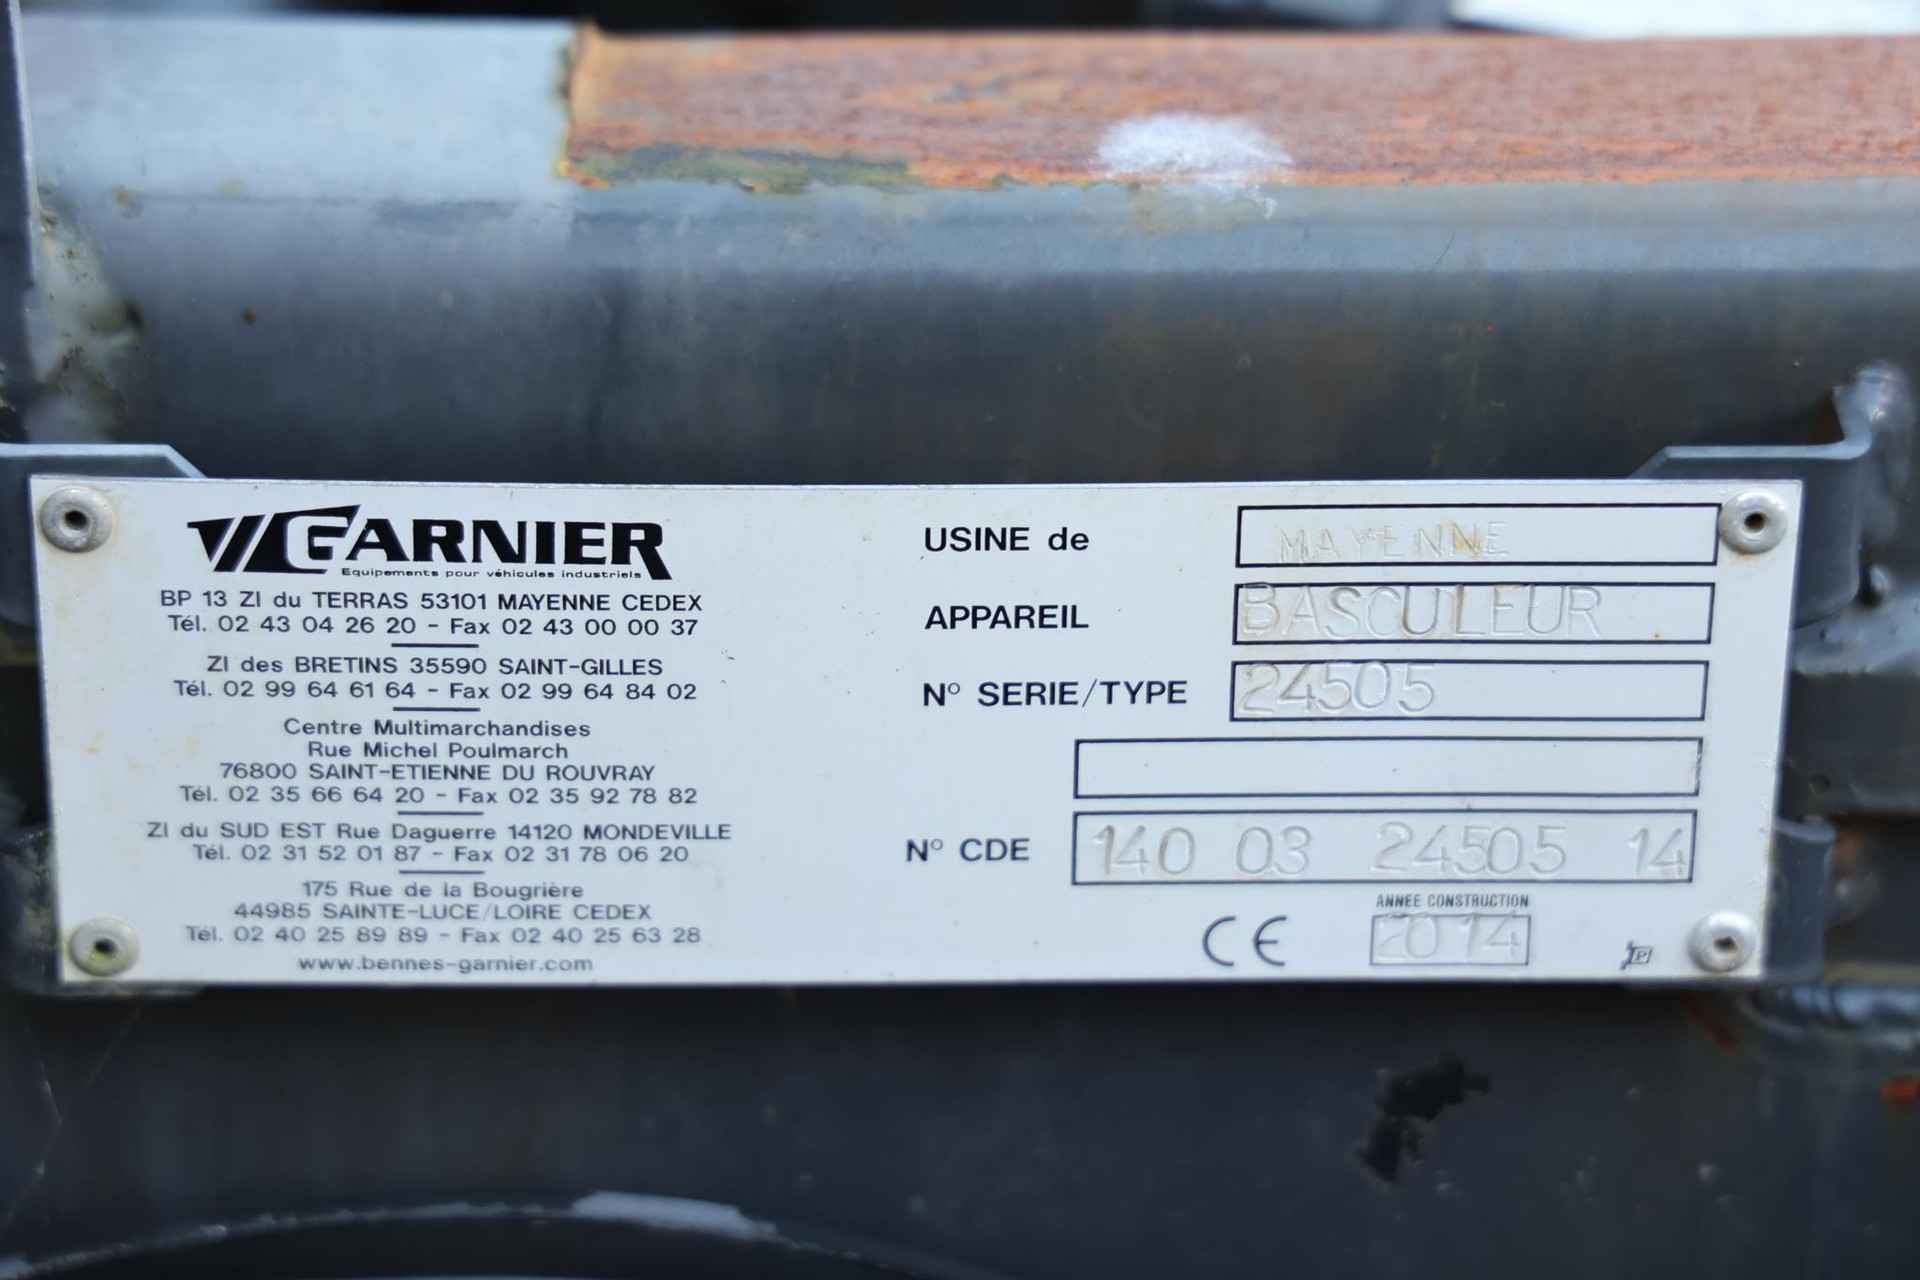 GARNIER
Equipements pour véhicules industriels
BP 13 ZI du TERRAS 53101 MAYENNE CEDEX
Tél. 02 43 04 26 20 - Fax 02 43 00 00 37
ZI des BRETINS 35590 SAINT-GILLES
Tél. 02 99 64 61 64 - Fax 02 99 64 84 02
Centre Multimarchandises
Rue Michel Poulmarch
76800 SAINT-ETIENNE DU ROUVRAY
Tél. 02 35 66 64 20 - Fax 02 35 92 78 82
ZI du SUD EST Rue Daguerre 14120 MONDEVILLE
Tél. 02 31 52 01 87 - Fax 02 31 78 06 20
175 Rue de la Bougrière
44985 SAINTE-LUCE/LOIRE CEDEX
Tél. 02 40 25 89 89 - Fax 02 40 25 63 28
www.bennes-garnier.com
USINE de MAYENNE
APPAREIL BASCULEUR
N° SERIE/TYPE 24505
N° CDE 140 03 24505 14
ANNEE CONSTRUCTION
CE 2014
P